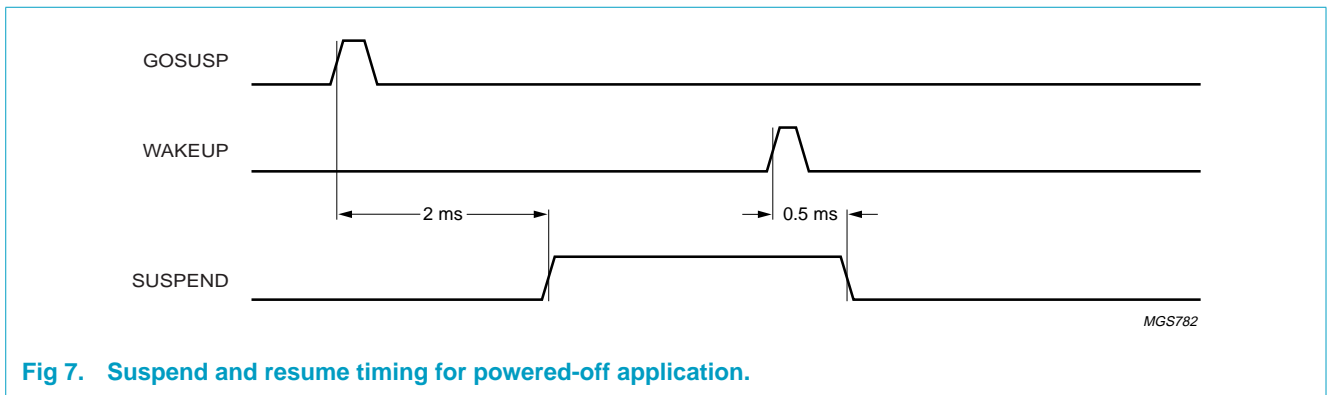 GOSUSP
WAKEUP
2 ms
0.5 ms
SUSPEND
MGS782
Fig 7. Suspend and resume timing for powered-off application.